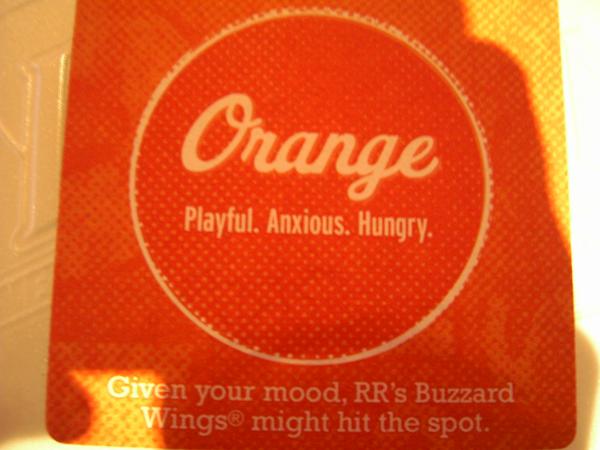 Orange
Playful. Anxious. Hungry.
Given your mood, RR's Buzzard
Wings® might hit the spot.